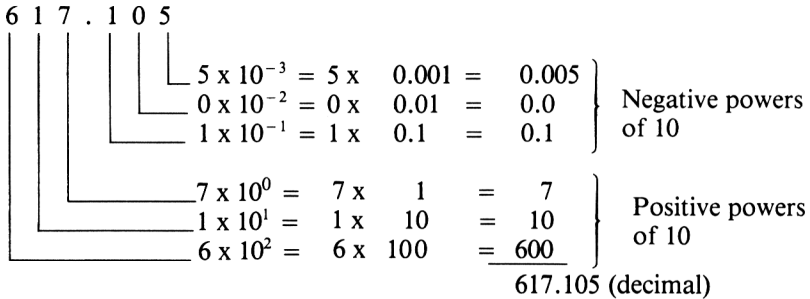 6 1 7 . 1 0 5
5 x 10⁻³ = 5 x 0.001 = 0.005
0 x 10⁻² = 0 x 0.01 = 0.0
1 x 10⁻¹ = 1 x 0.1 = 0.1
Negative powers
of 10
7 x 10⁰ = 7 x 1 = 7
1 x 10¹ = 1 x 10 = 10
6 x 10² = 6 x 100 = 600
Positive powers
of 10
617.105 (decimal)